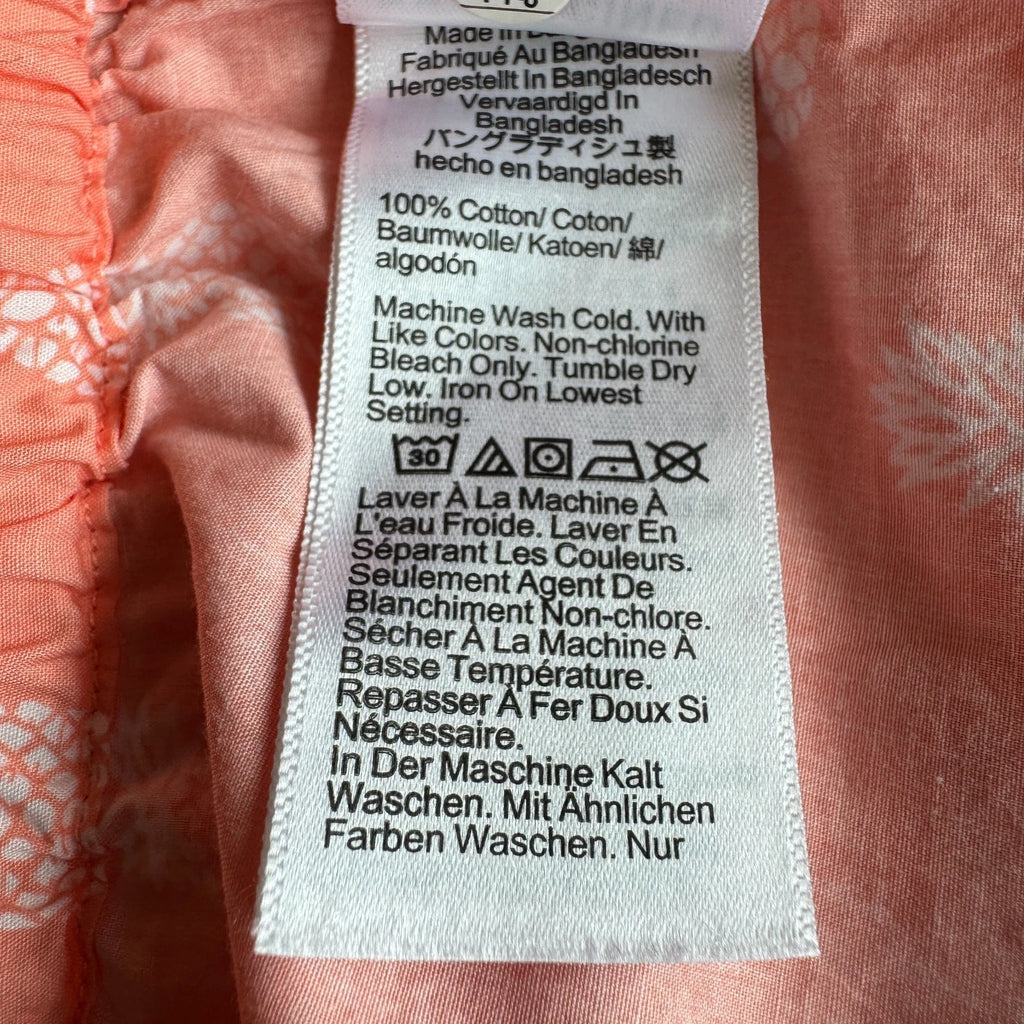 Made In
Fabriqué Au Bangladesh
Hergestellt In Bangladesch
Vervaardigd In
Bangladesh
バングラディシュ製
hecho en bangladesh
100% Cotton/ Coton/
Baumwolle/ Katoen/ 綿/
algodón
Machine Wash Cold. With
Like Colors. Non-chlorine
Bleach Only. Tumble Dry
Low. Iron On Lowest
Setting.
30
Laver À La Machine À
L'eau Froide. Laver En
Séparant Les Couleurs.
Seulement Agent De
Blanchiment Non-chlore.
Sécher À La Machine À
Basse Température.
Repasser À Fer Doux Si
Nécessaire.
In Der Maschine Kalt
Waschen. Mit Ähnlichen
Farben Waschen. Nur